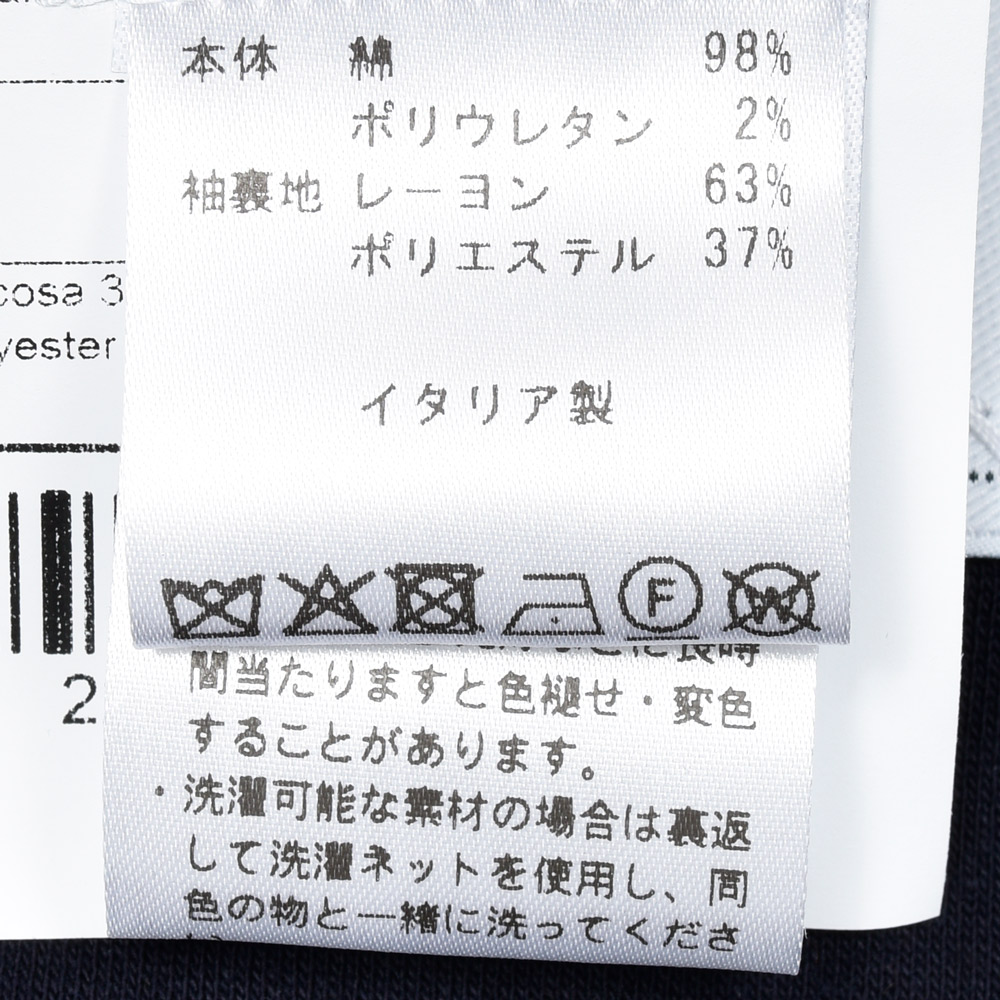 本体 綿 98%
ポリウレタン 2%
袖裏地 レーヨン 63%
ポリエステル 37%
イタリア製
cosa 3
yester
2
F
W
間当たりますと色褪せ・変色
することがあります。
・洗濯可能な素材の場合は裏返
して洗濯ネットを使用し、同
色の物と一緒に洗ってくださ